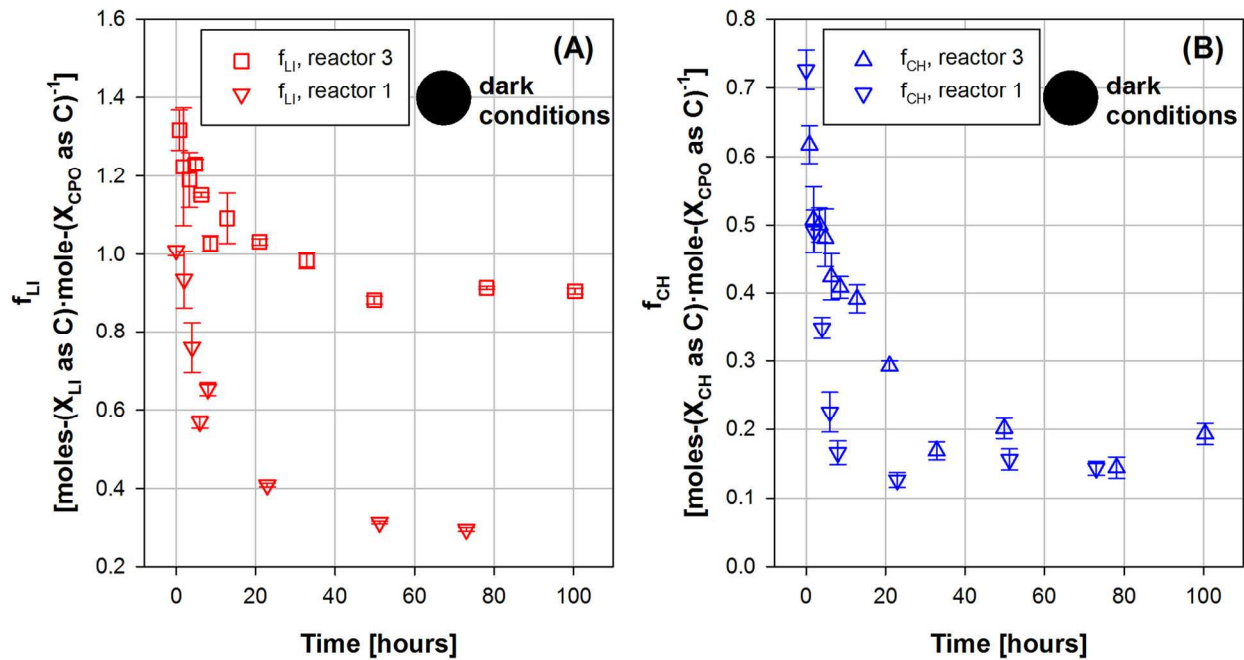 (A)
f_LI, reactor 3
f_LI, reactor 1
dark
conditions
f_LI
[moles-(X_LI as C)·mole-(X_CPO as C)^-1]
1.6
1.4
1.2
1.0
0.8
0.6
0.4
0.2
0 20 40 60 80 100
Time [hours]
(B)
f_CH, reactor 3
f_CH, reactor 1
dark
conditions
f_CH
[moles-(X_CH as C)·mole-(X_CPO as C)^-1]
0.8
0.7
0.6
0.5
0.4
0.3
0.2
0.1
0.0
0 20 40 60 80 100
Time [hours]